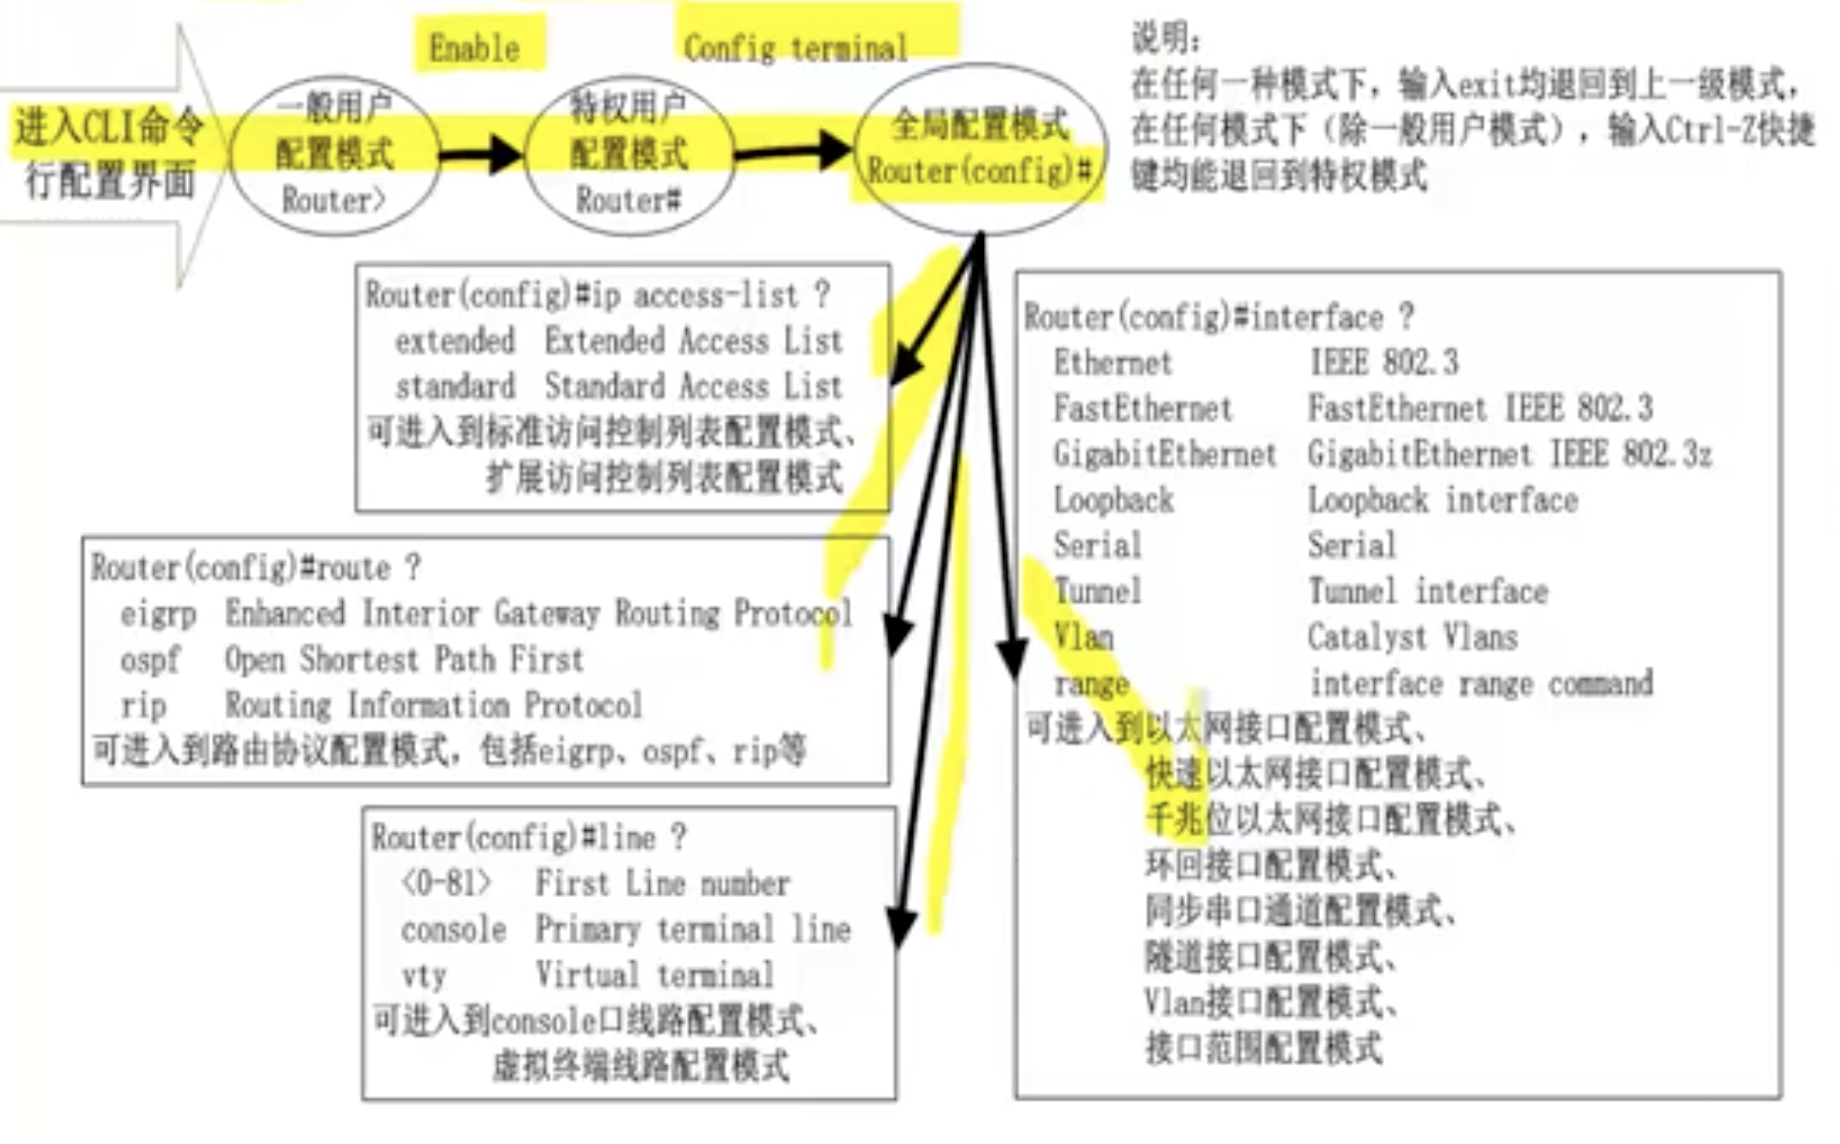 Enable
Config terminal
进入CLI命令
行配置界面
一般用户
配置模式
Router>
特权用户
配置模式
Router#
全局配置模式
Router(config)#
说明：
在任何一种模式下，输入exit均退回到上一级模式，
在任何模式下（除一般用户模式），输入Ctrl-Z快捷
键均能退回到特权模式
Router(config)#ip access-list ?
extended Extended Access List
standard Standard Access List
可进入到标准访问控制列表配置模式、
扩展访问控制列表配置模式
Router(config)#route ?
eigrp Enhanced Interior Gateway Routing Protocol
ospf Open Shortest Path First
rip Routing Information Protocol
可进入到路由协议配置模式，包括eigrp、ospf、rip等
Router(config)#line ?
<0-81> First Line number
console Primary terminal line
vty Virtual terminal
可进入到console口线路配置模式、
虚拟终端线路配置模式
Router(config)#interface ?
Ethernet IEEE 802.3
FastEthernet FastEthernet IEEE 802.3
GigabitEthernet GigabitEthernet IEEE 802.3z
Loopback Loopback interface
Serial Serial
Tunnel Tunnel interface
Vlan Catalyst Vlans
range interface range command
可进入到以太网接口配置模式、
快速以太网接口配置模式、
千兆位以太网接口配置模式、
环回接口配置模式、
同步串口通道配置模式、
隧道接口配置模式、
Vlan接口配置模式、
接口范围配置模式